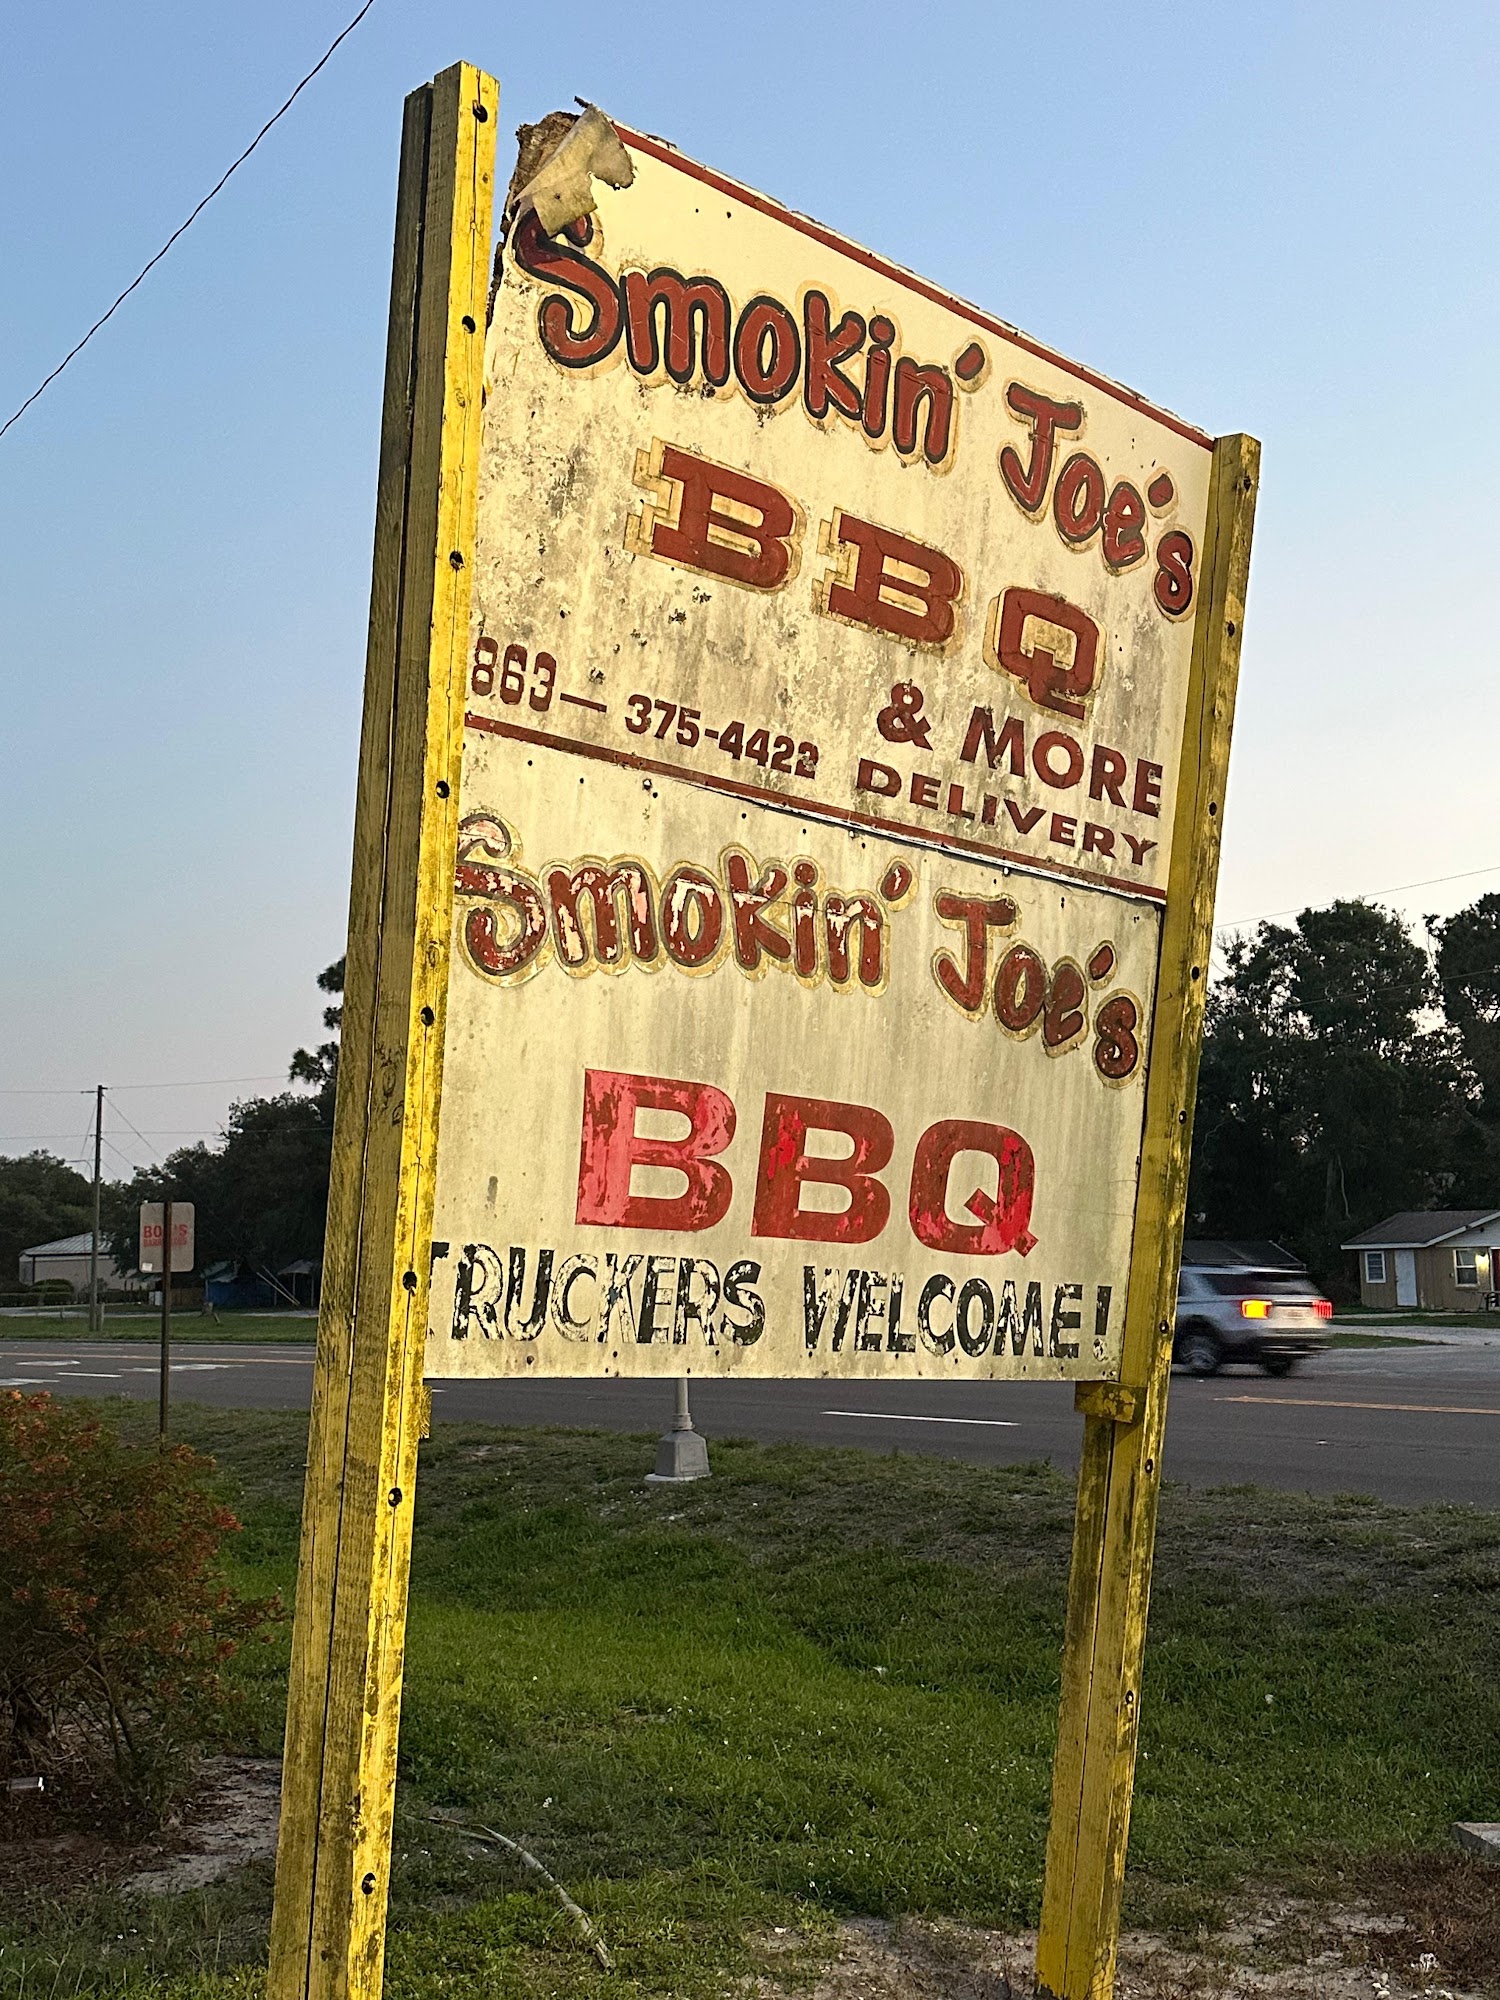 Smokin' Joe's
BBQ
& MORE
863- 375-4422
DELIVERY
Smokin' Joe's
BBQ
TRUCKERS WELCOME!